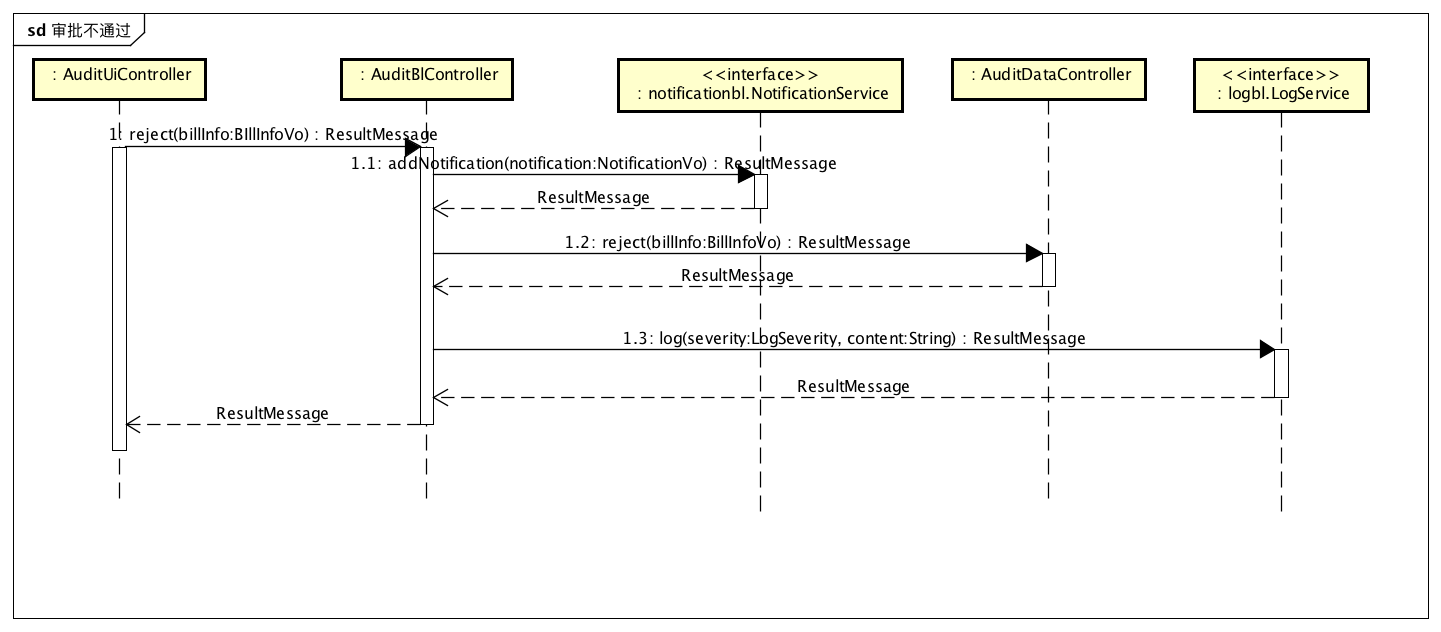 sd 审批不通过
: AuditUiController
: AuditBlController
<<interface>>
: notificationbl.NotificationService
: AuditDataController
<<interface>>
: logbl.LogService
1: reject(billInfo:BIllInfoVo) : ResultMessage
1.1: addNotification(notification:NotificationVo) : ResultMessage
ResultMessage
1.2: reject(billInfo:BillInfoVo) : ResultMessage
ResultMessage
1.3: log(severity:LogSeverity, content:String) : ResultMessage
ResultMessage
ResultMessage